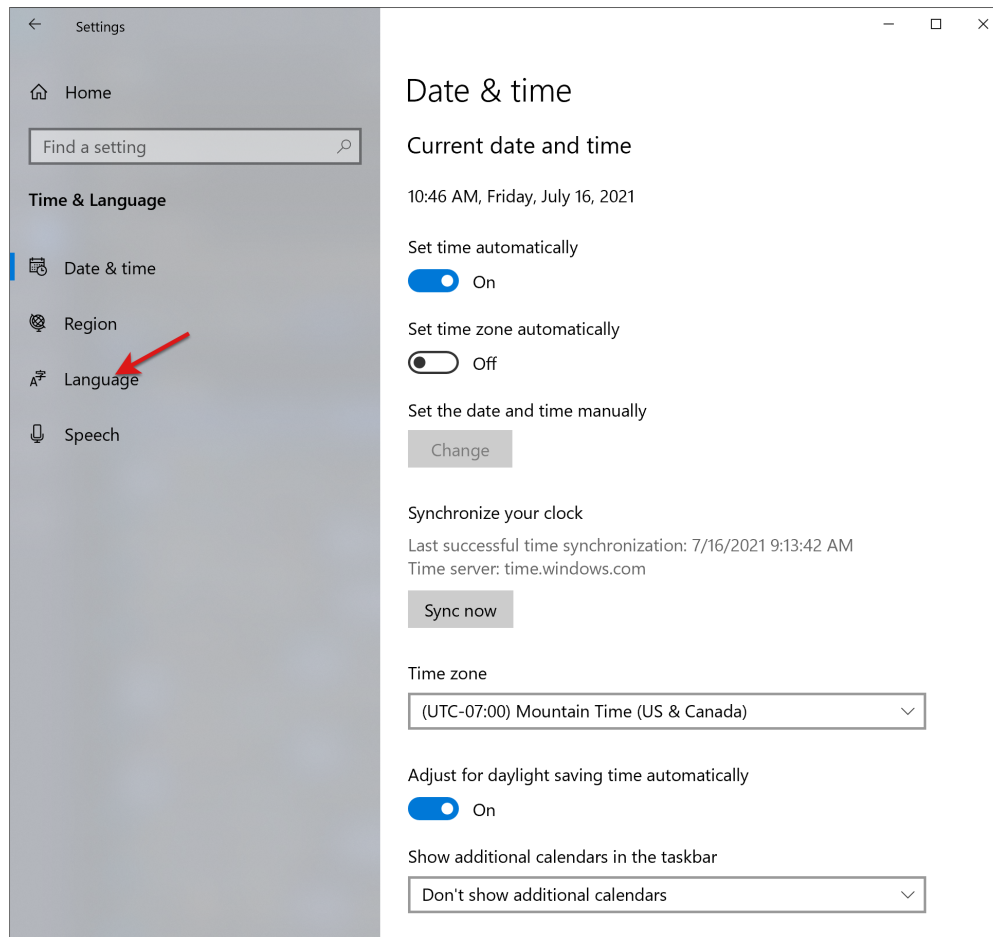 Settings
Home
Find a setting
Time & Language
Date & time
Region
Language
Speech
Date & time
Current date and time
10:46 AM, Friday, July 16, 2021
Set time automatically
On
Set time zone automatically
Off
Set the date and time manually
Change
Synchronize your clock
Last successful time synchronization: 7/16/2021 9:13:42 AM
Time server: time.windows.com
Sync now
Time zone
(UTC-07:00) Mountain Time (US & Canada)
Adjust for daylight saving time automatically
On
Show additional calendars in the taskbar
Don't show additional calendars